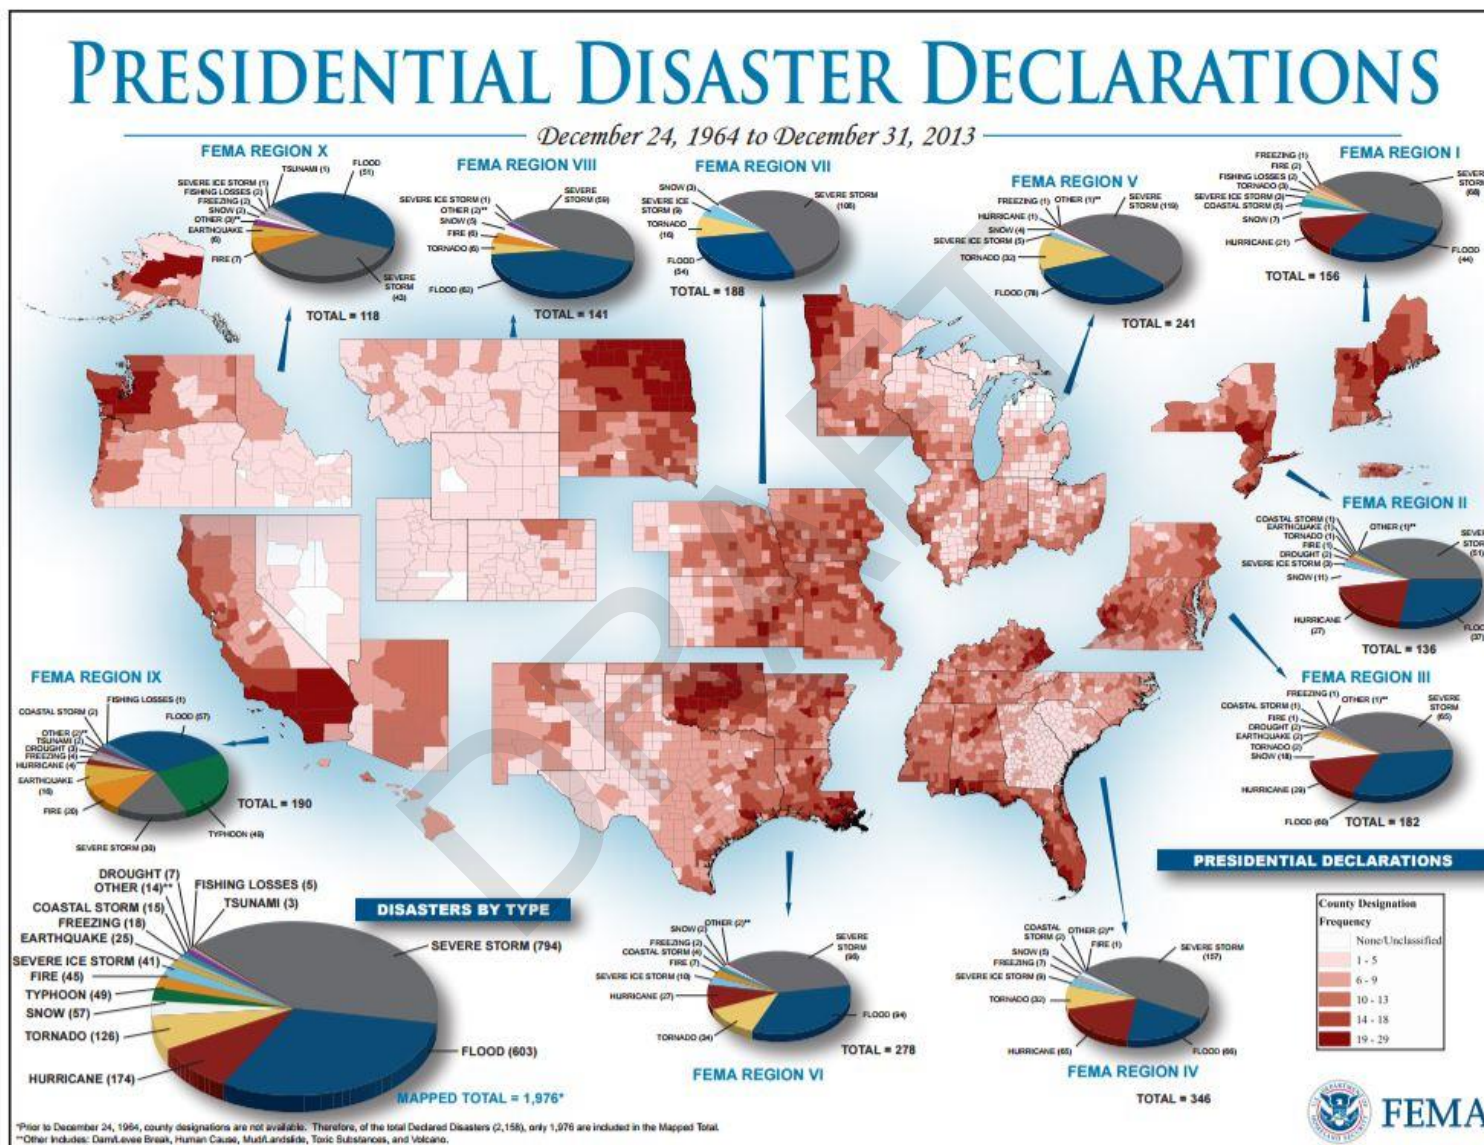 PRESIDENTIAL DISASTER DECLARATIONS
December 24, 1964 to December 31, 2013
FEMA REGION X
TSUNAMI (1)
FLOOD
(51)
SEVERE ICE STORM (1)
FISHING LOSSES (2)
FREEZING (2)
SNOW (2)
OTHER (3)**
EARTHQUAKE
(6)
FIRE (7)
SEVERE
STORM
(43)
TOTAL = 118
FEMA REGION VIII
SEVERE
STORM (59)
SEVERE ICE STORM (1)
OTHER (2)**
SNOW (5)
FIRE (6)
TORNADO (6)
FLOOD (62)
TOTAL = 141
FEMA REGION VII
SNOW (3)
SEVERE ICE
STORM (9)
TORNADO
(16)
SEVERE STORM
(106)
FLOOD
(54)
TOTAL = 188
FEMA REGION V
FREEZING (1)
OTHER (1)**
SEVERE
STORM (119)
HURRICANE (1)
SNOW (4)
SEVERE ICE STORM (5)
TORNADO (32)
FLOOD (78)
TOTAL = 241
FEMA REGION I
FREEZING (1)
FIRE (2)
FISHING LOSSES (2)
TORNADO (3)
SEVERE ICE STORM (3)
COASTAL STORM (5)
SNOW (7)
HURRICANE (21)
STORM (68)
FLOOD
(44)
TOTAL = 156
FEMA REGION II
COASTAL STORM (1)
EARTHQUAKE (1)
TORNADO (1)
FIRE (1)
DROUGHT (2)
SEVERE ICE STORM (3)
SNOW (11)
OTHER (1)**
(51)
HURRICANE
(27)
(37)
TOTAL = 136
FEMA REGION III
FREEZING (1)
OTHER (1)**
SEVERE
STORM
(65)
COASTAL STORM (1)
FIRE (1)
DROUGHT (2)
EARTHQUAKE (2)
TORNADO (2)
SNOW (18)
HURRICANE (29)
FLOOD (60)
TOTAL = 182
FEMA REGION IX
FISHING LOSSES (1)
COASTAL STORM (2)
FLOOD (57)
OTHER (2)**
TSUNAMI (2)
DROUGHT (3)
FREEZING (4)
HURRICANE (4)
EARTHQUAKE
(16)
FIRE (20)
SEVERE STORM (30)
TYPHOON (49)
TOTAL = 190
PRESIDENTIAL DECLARATIONS
County Designation
Frequency
None/Unclassified
1 - 5
6 - 9
10 - 13
14 - 18
19 - 29
DISASTERS BY TYPE
DROUGHT (7)
OTHER (14)**
FISHING LOSSES (5)
TSUNAMI (3)
COASTAL STORM (15)
FREEZING (18)
EARTHQUAKE (25)
SEVERE ICE STORM (41)
FIRE (45)
TYPHOON (49)
SNOW (57)
TORNADO (126)
HURRICANE (174)
SEVERE STORM (794)
FLOOD (603)
MAPPED TOTAL = 1,976*
SNOW (2)
OTHER (2)**
FREEZING (2)
COASTAL STORM (4)
FIRE (7)
SEVERE ICE STORM (10)
HURRICANE (27)
TORNADO (34)
SEVERE
STORM
FLOOD (94)
TOTAL = 278
FEMA REGION VI
COASTAL
STORM (2)
OTHER (2)**
FIRE (1)
SNOW (5)
FREEZING (7)
SEVERE ICE STORM (9)
TORNADO (32)
HURRICANE (65)
SEVERE STORM
(157)
FLOOD (66)
FEMA REGION IV
TOTAL = 346
FEMA
DRAFT
*Prior to December 24, 1964, county designations are not available. Therefore, of the total Declared Disasters (2,158), only 1,976 are included in the Mapped Total.
**Other Includes: Dam/Levee Break, Human Cause, Mud/Landslide, Toxic Substances, and Volcano.